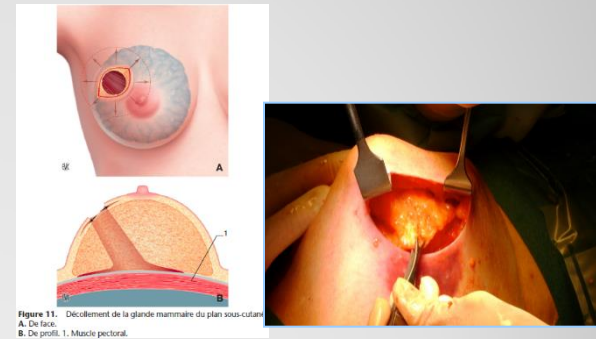 A
1
B
Figure 11. Décollement de la glande mammaire du plan sous-cutané
A. De face.
B. De profil. 1. Muscle pectoral.